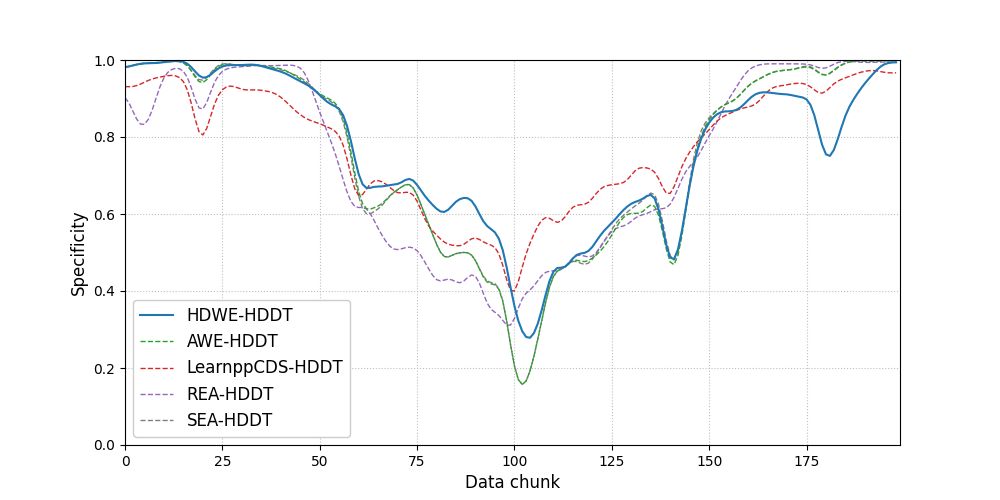 1.0
0.8
0.6
0.4
0.2
0.0
Specificity
HDWE-HDDT
AWE-HDDT
LearnppCDS-HDDT
REA-HDDT
SEA-HDDT
0 25 50 75 100 125 150 175
Data chunk